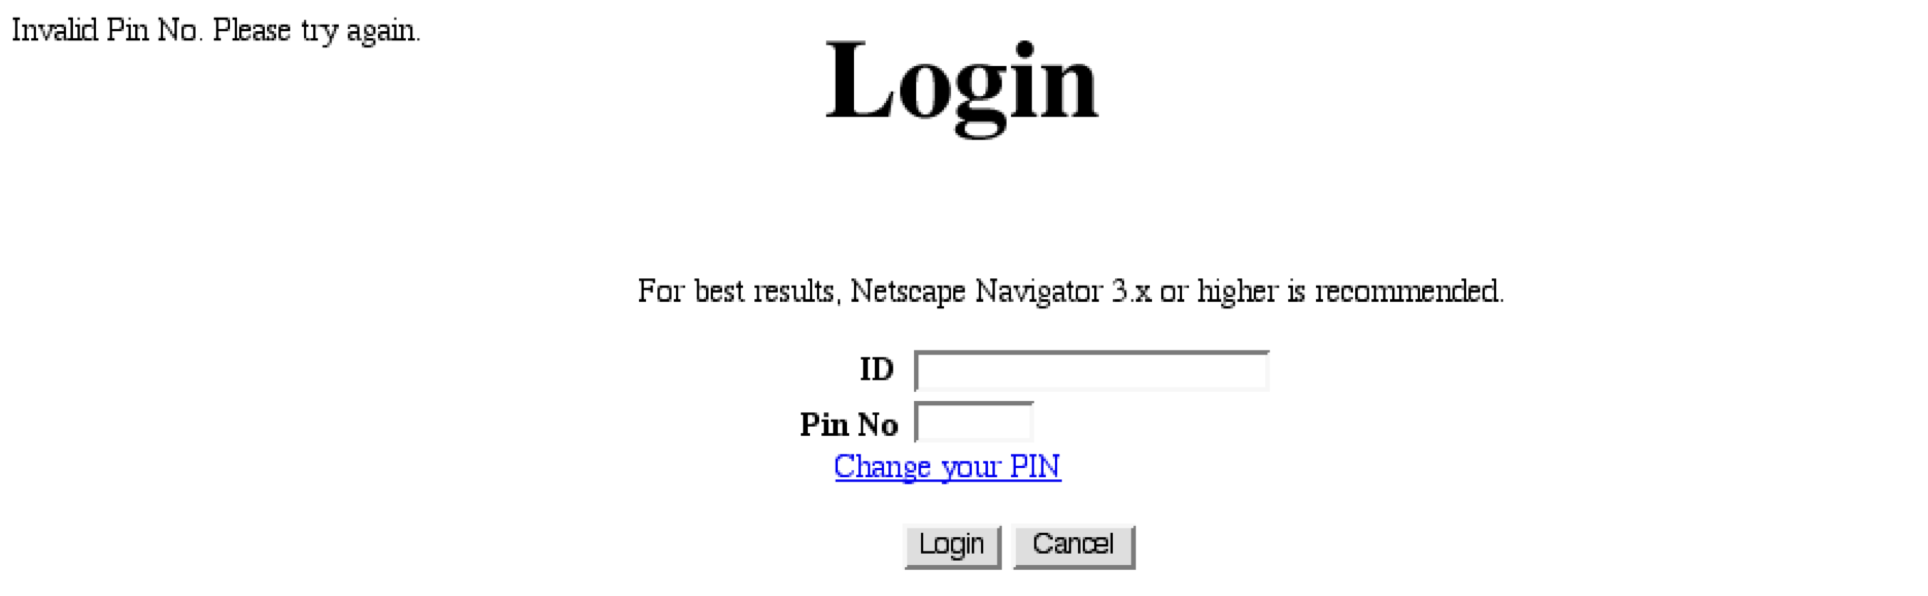 Invalid Pin No. Please try again.
Login
For best results, Netscape Navigator 3.x or higher is recommended.
ID
Pin No
Change your PIN
Login Cancel